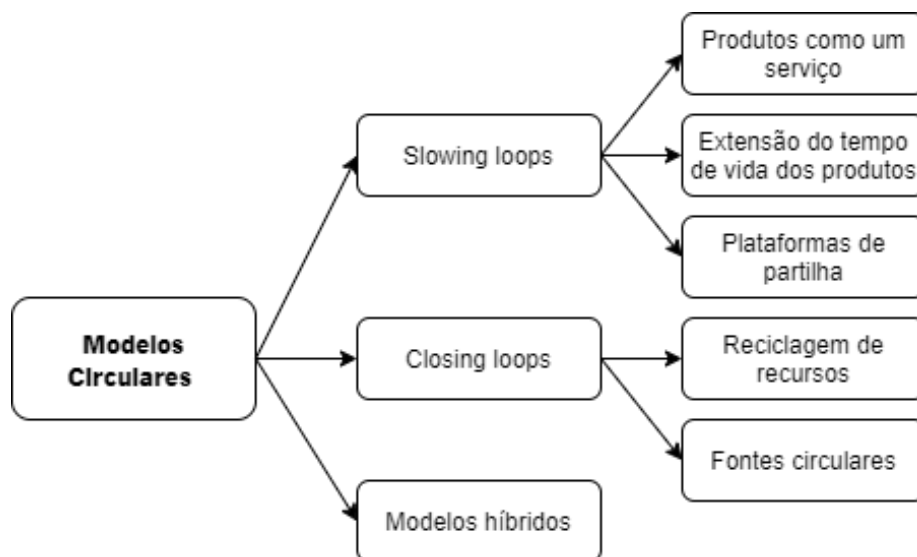 Produtos como um
serviço
Slowing loops
Extensão do tempo
de vida dos produtos
Plataformas de
partilha
Modelos
Circulares
Closing loops
Reciclagem de
recursos
Fontes circulares
Modelos híbridos